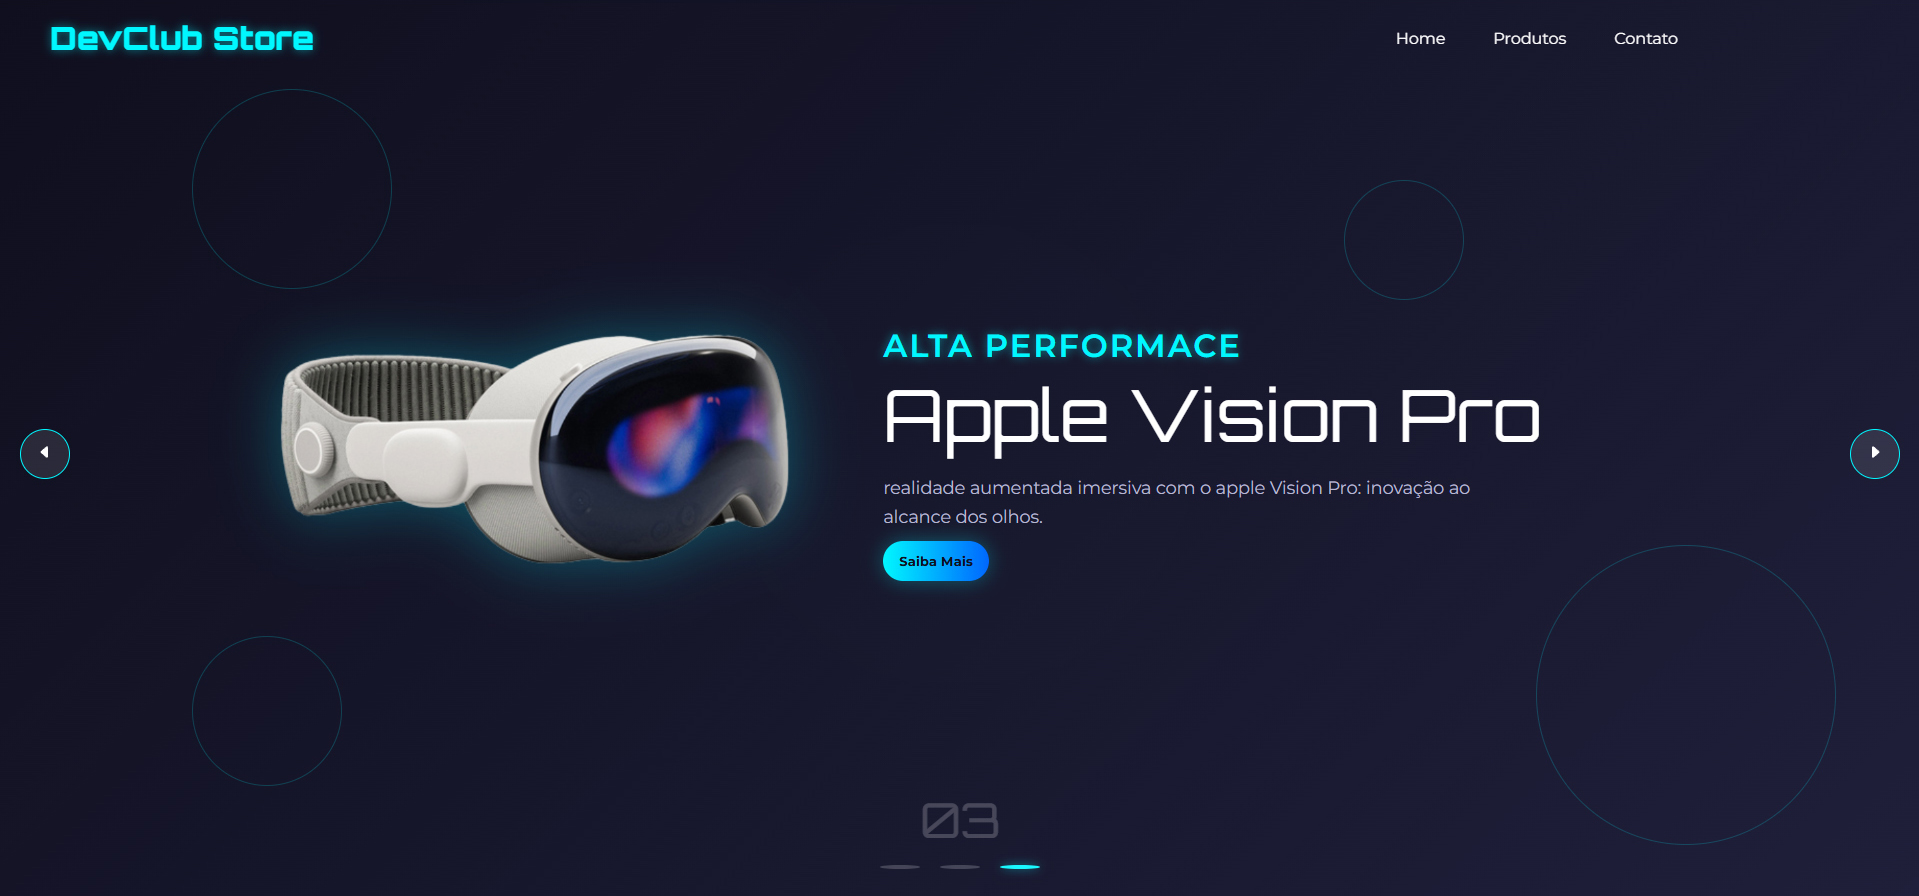 DevClub Store
Home Produtos Contato
ALTA PERFORMACE
Apple Vision Pro
realidade aumentada imersiva com o apple Vision Pro: inovação ao
alcance dos olhos.
Saiba Mais
03